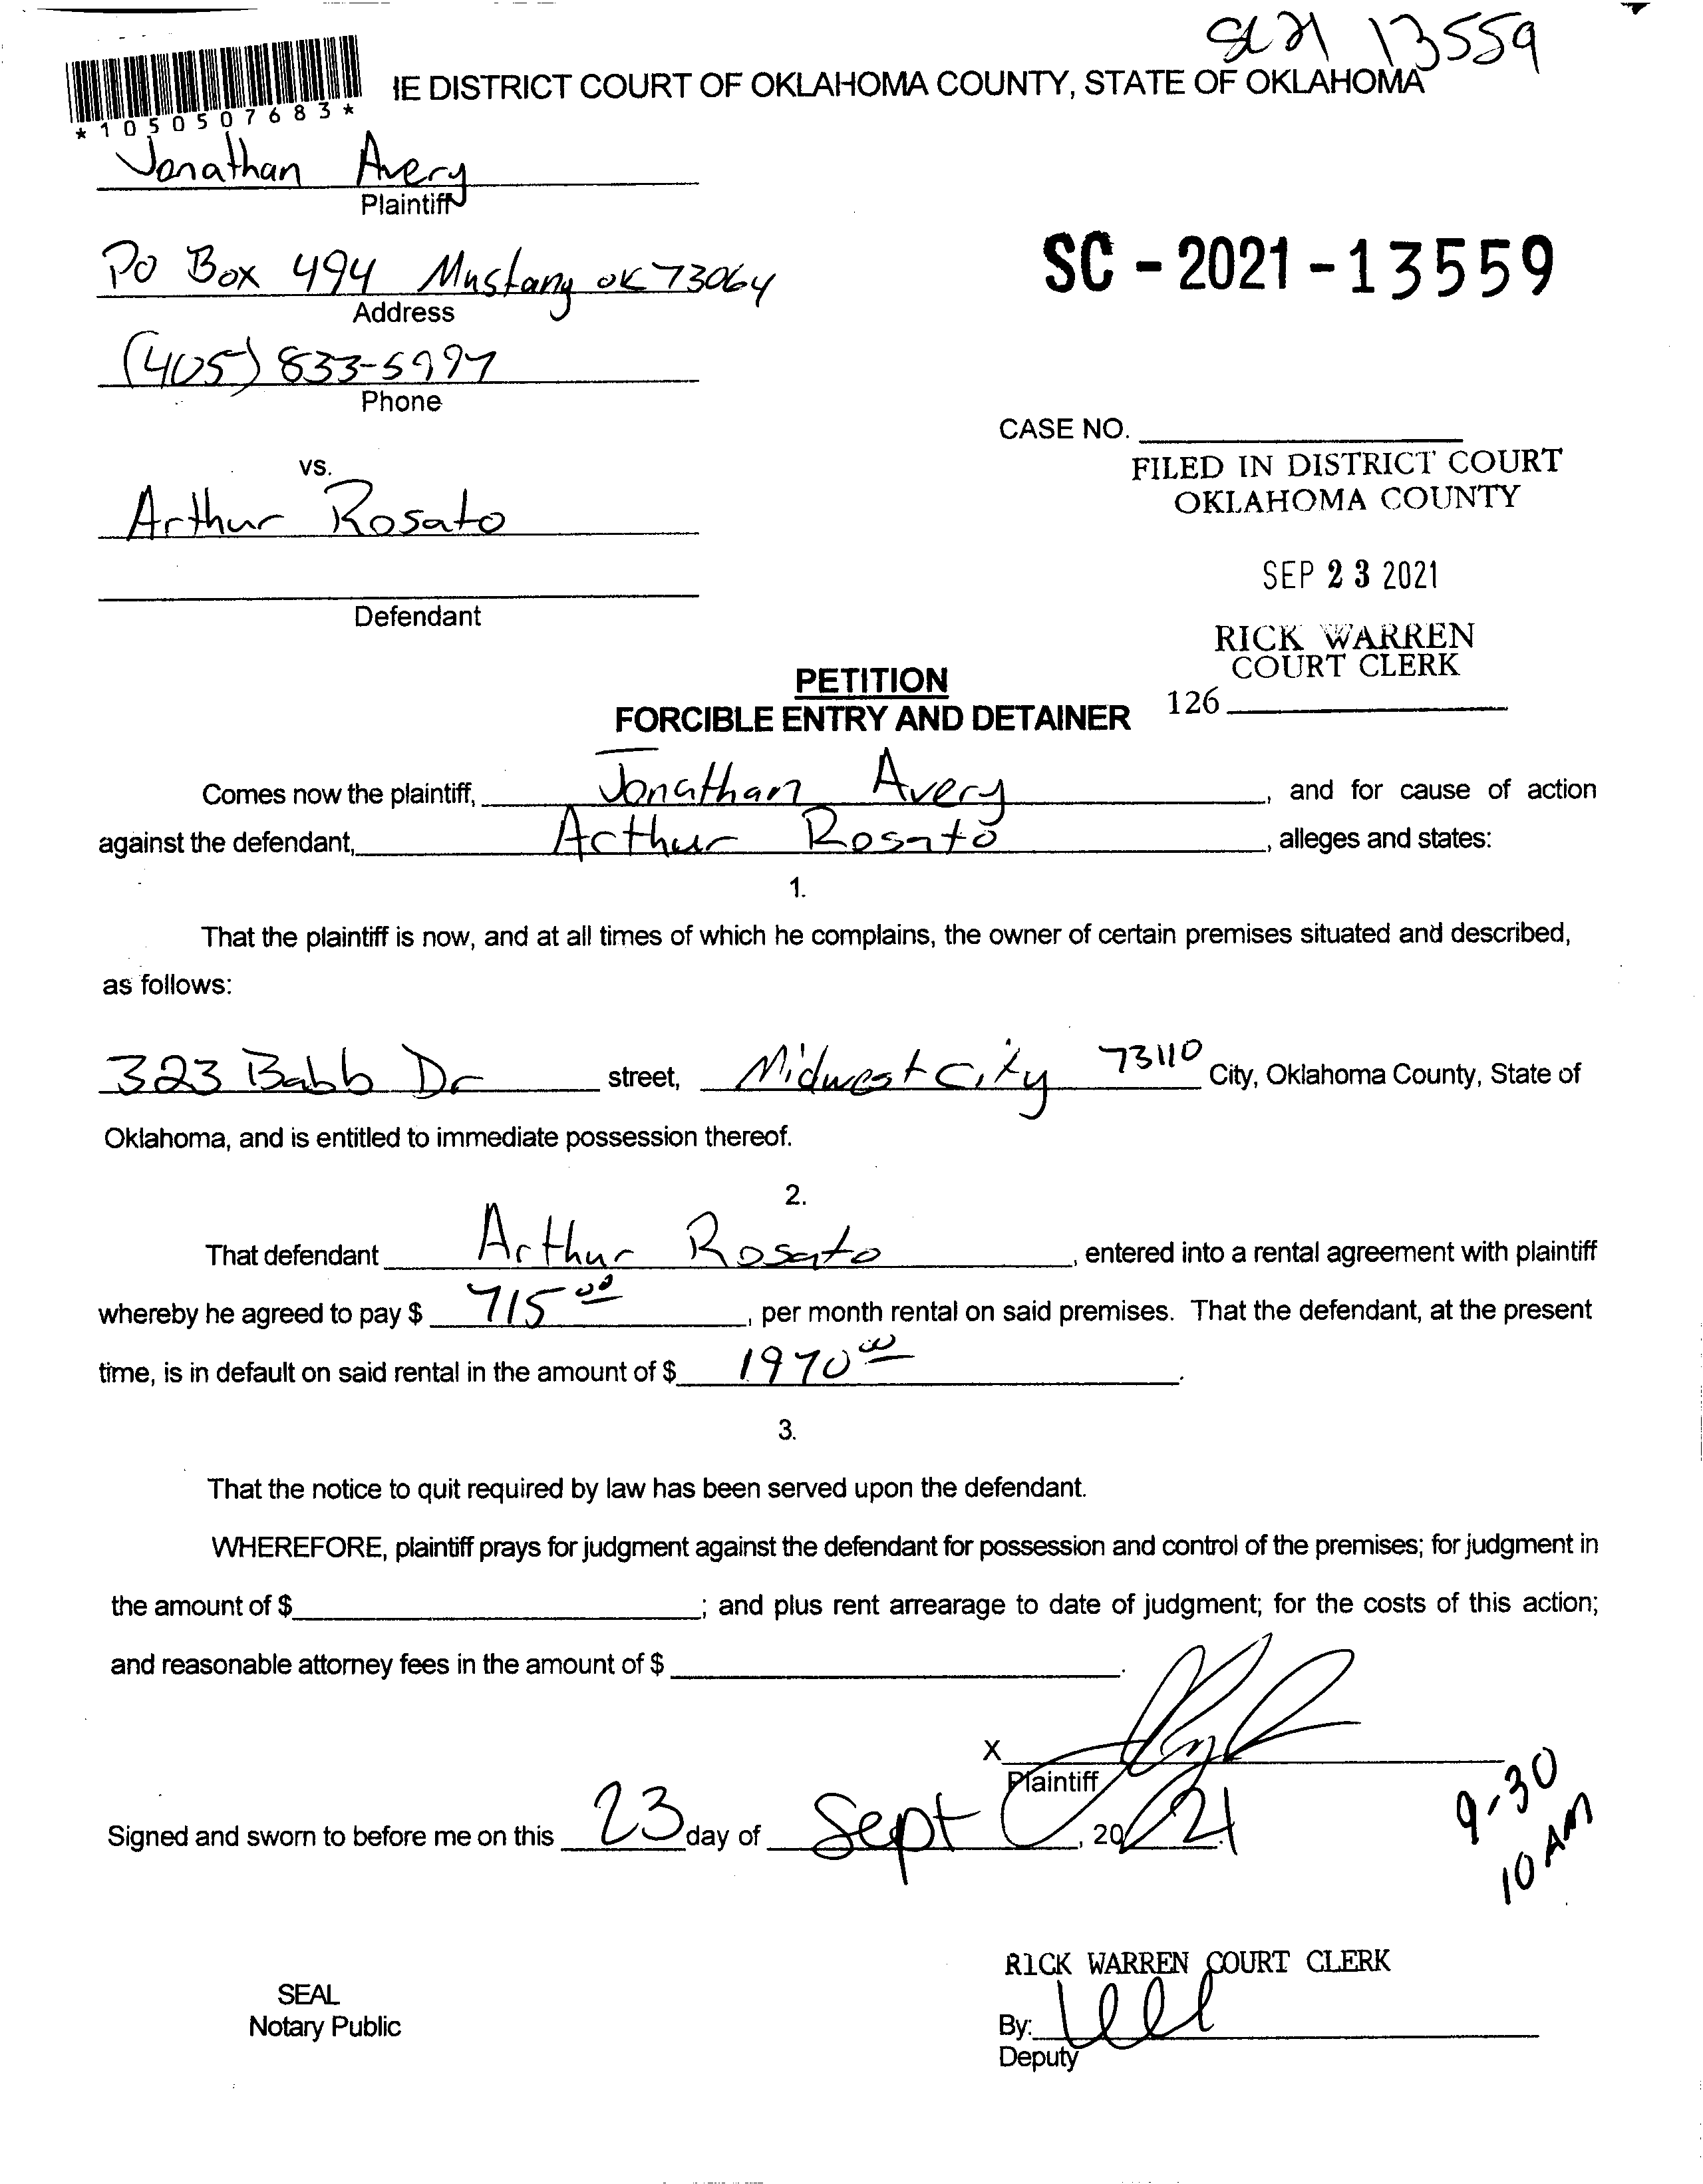 SC21 13559
IE DISTRICT COURT OF OKLAHOMA COUNTY, STATE OF OKLAHOMA
*1050507683*
Jonathan Avery
Plaintiff
PO Box 494 Mustang OK 73064
Address
SC-2021-13559
(405) 833-5997
Phone
CASE NO.
FILED IN DISTRICT COURT
OKLAHOMA COUNTY
vs.
Arthur Rosato
SEP 23 2021
Defendant
RICK WARREN
COURT CLERK
126
PETITION
FORCIBLE ENTRY AND DETAINER
Comes now the plaintiff, Jonathan Avery, and for cause of action
against the defendant, Arthur Rosato, alleges and states:
1.
That the plaintiff is now, and at all times of which he complains, the owner of certain premises situated and described,
as follows:
323 Babb Dr street, Midwest City 73110 City, Oklahoma County, State of
Oklahoma, and is entitled to immediate possession thereof.
2.
That defendant Arthur Rosato, entered into a rental agreement with plaintiff
whereby he agreed to pay $ 715.00, per month rental on said premises. That the defendant, at the present
time, is in default on said rental in the amount of $ 1970 00.
3.
That the notice to quit required by law has been served upon the defendant.
WHEREFORE, plaintiff prays for judgment against the defendant for possession and control of the premises; for judgment in
the amount of $ ; and plus rent arrearage to date of judgment; for the costs of this action;
and reasonable attorney fees in the amount of $ .
X
Plaintiff
Signed and sworn to before me on this 23 day of Sept, 2021
9-30
10 AM
RICK WARREN COURT CLERK
SEAL
Notary Public
By:
Deputy